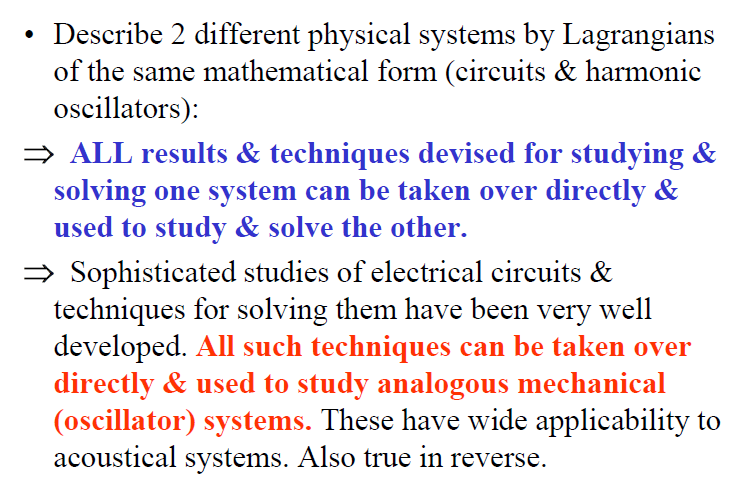 • Describe 2 different physical systems by Lagrangians
of the same mathematical form (circuits & harmonic
oscillators):
⇒ ALL results & techniques devised for studying &
solving one system can be taken over directly &
used to study & solve the other.
⇒ Sophisticated studies of electrical circuits &
techniques for solving them have been very well
developed. All such techniques can be taken over
directly & used to study analogous mechanical
(oscillator) systems. These have wide applicability to
acoustical systems. Also true in reverse.